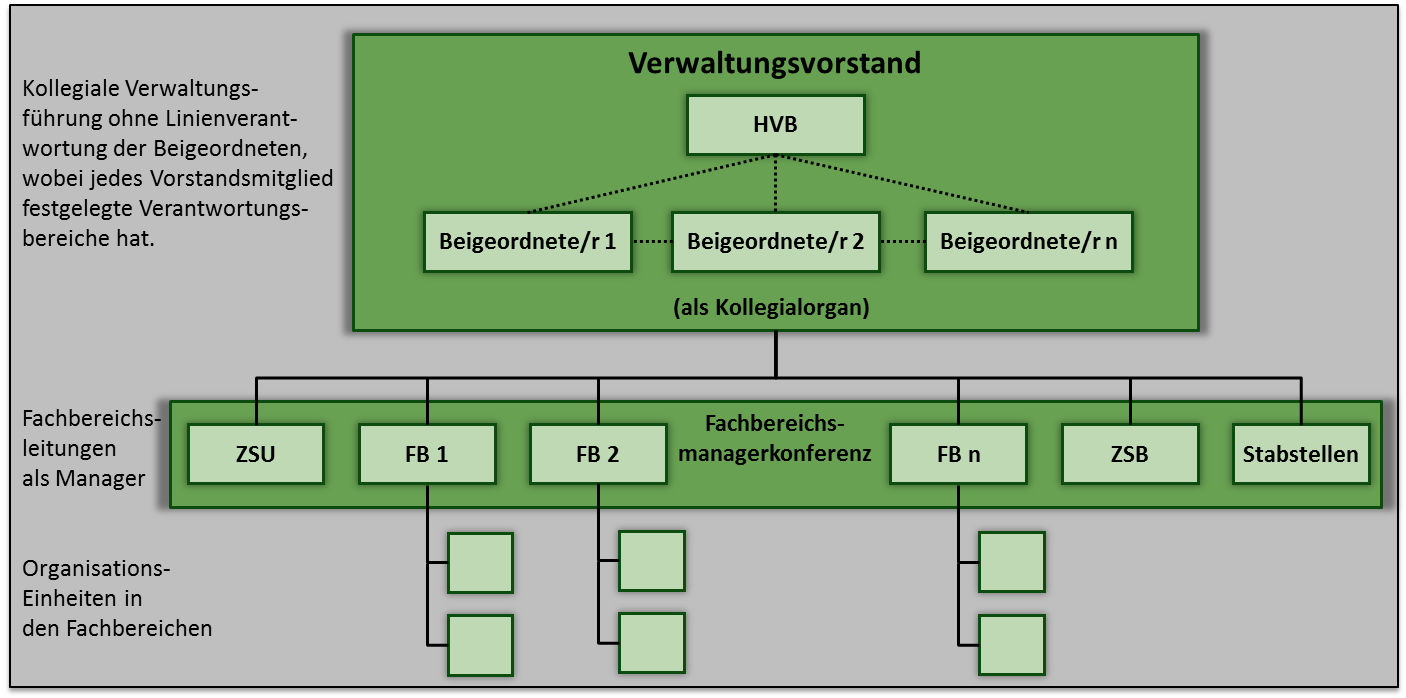 Verwaltungsvorstand
Kollegiale Verwaltungs-
führung ohne Linienverant-
wortung der Beigeordneten,
wobei jedes Vorstandsmitglied
festgelegte Verantwortungs-
bereiche hat.
HVB
Beigeordnete/r 1
Beigeordnete/r 2
Beigeordnete/r n
(als Kollegialorgan)
Fachbereichs-
leitungen
als Manager
ZSU
FB 1
FB 2
Fachbereichs-
managerkonferenz
FB n
ZSB
Stabstellen
Organisations-
Einheiten in
den Fachbereichen